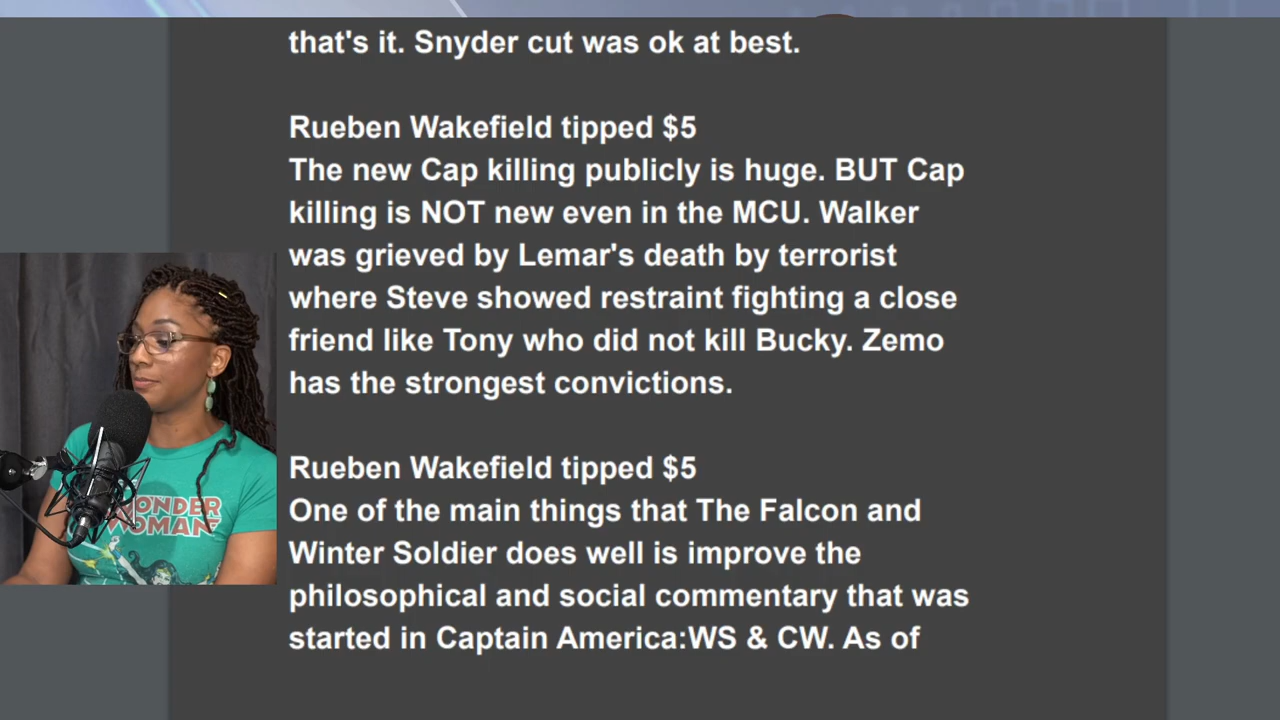 that's it. Snyder cut was ok at best.
Rueben Wakefield tipped $5
The new Cap killing publicly is huge. BUT Cap
killing is NOT new even in the MCU. Walker
was grieved by Lemar's death by terrorist
where Steve showed restraint fighting a close
friend like Tony who did not kill Bucky. Zemo
has the strongest convictions.
Rueben Wakefield tipped $5
One of the main things that The Falcon and
Winter Soldier does well is improve the
philosophical and social commentary that was
started in Captain America:WS & CW. As of
WONDER
WOMAN